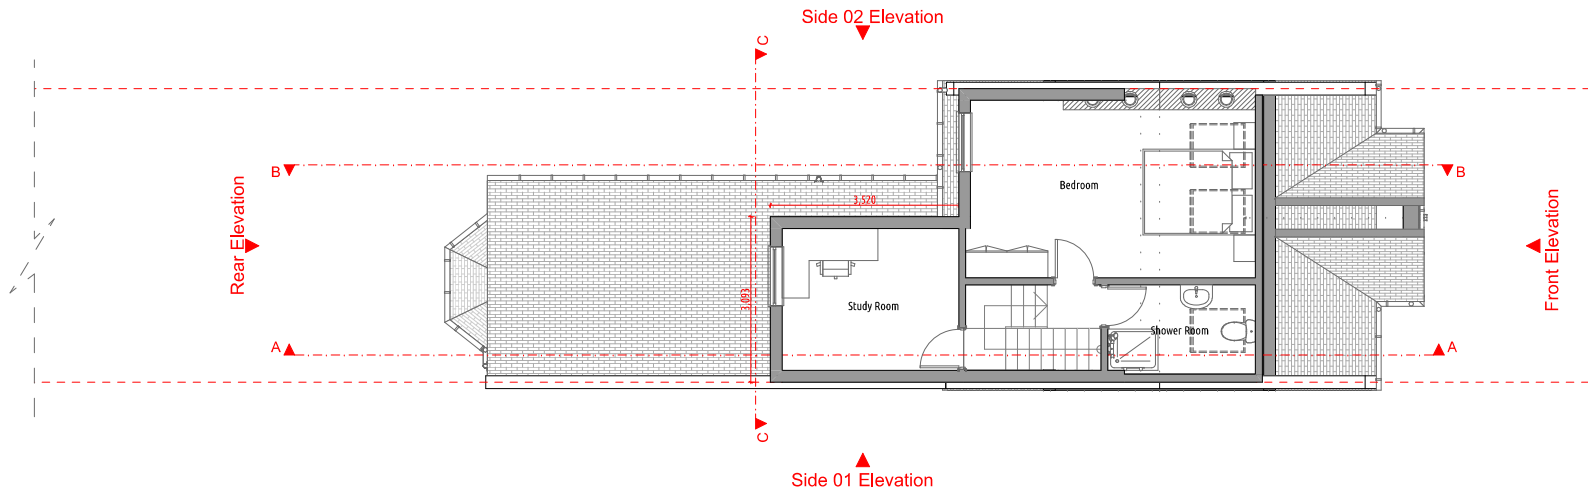 Side 02 Elevation
C
B
B
Rear Elevation
Front Elevation
3,520
Bedroom
3,093
Study Room
Shower Room
A
A
C
Side 01 Elevation